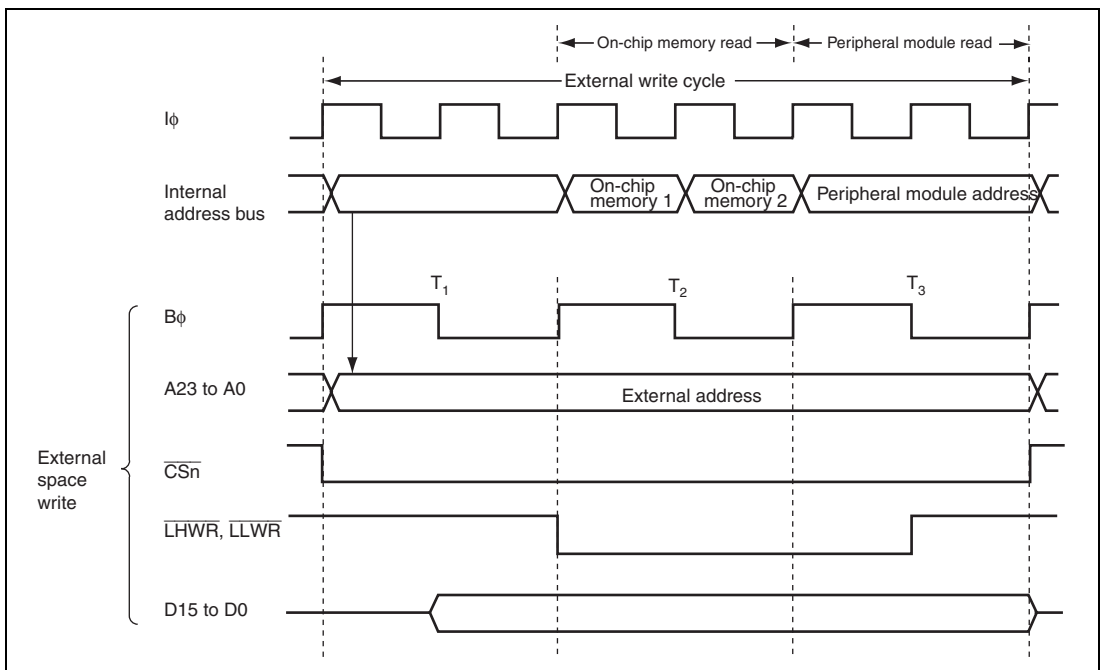 On-chip memory read
Peripheral module read
External write cycle
Iϕ
Internal
address bus
On-chip
memory 1
On-chip
memory 2
Peripheral module address
T1
T2
T3
Bϕ
A23 to A0
External address
External
space
write
CSn
LHWR, LLWR
D15 to D0